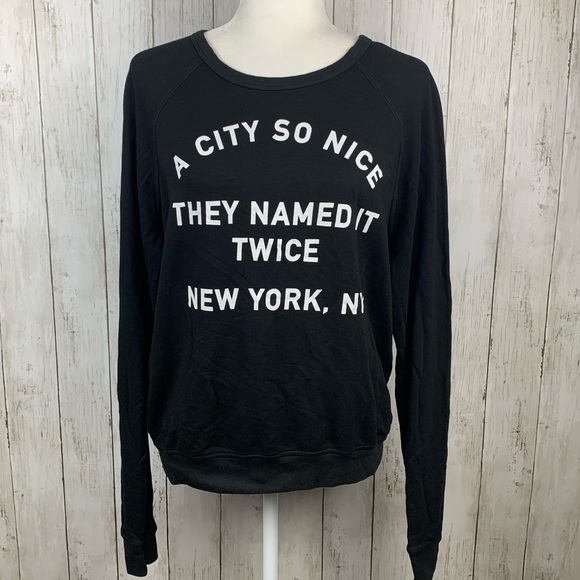 A CITY SO NICE
THEY NAMED IT
TWICE
NEW YORK, NY